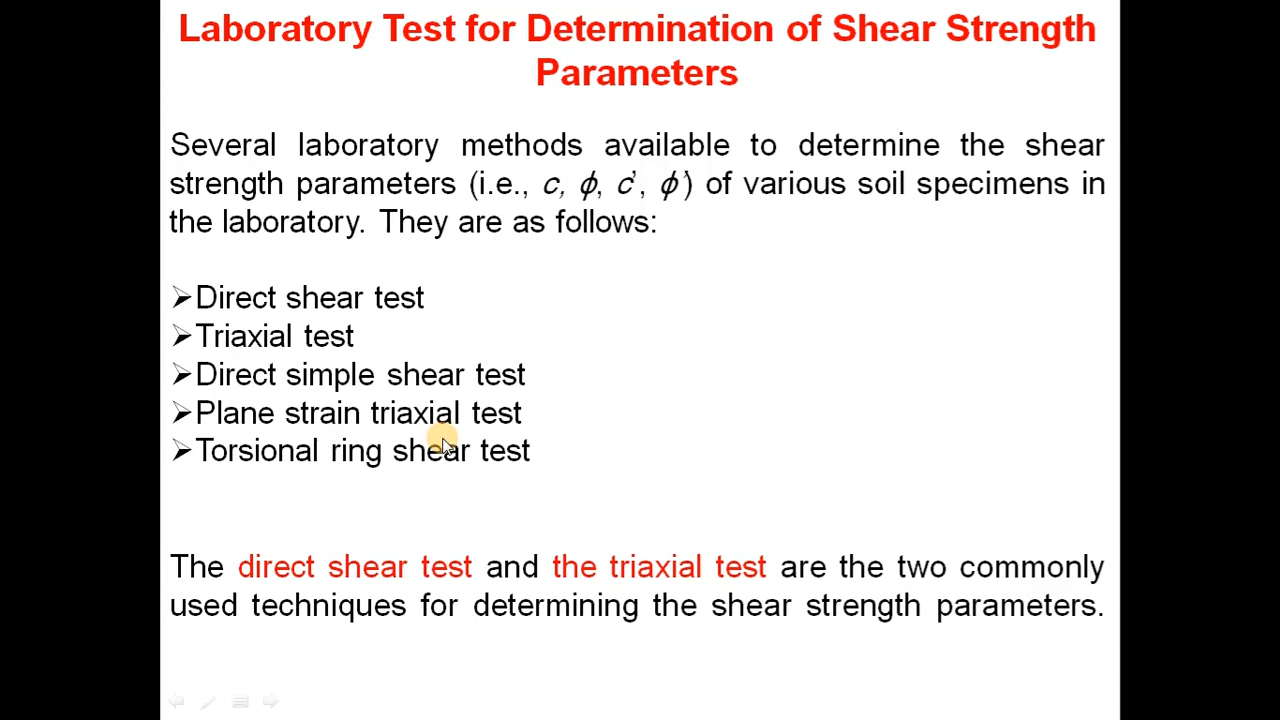 Laboratory Test for Determination of Shear Strength
Parameters
Several laboratory methods available to determine the shear
strength parameters (i.e., c, ϕ, c’, ϕ’) of various soil specimens in
the laboratory. They are as follows:
➢Direct shear test
➢Triaxial test
➢Direct simple shear test
➢Plane strain triaxial test
➢Torsional ring shear test
The direct shear test and the triaxial test are the two commonly
used techniques for determining the shear strength parameters.